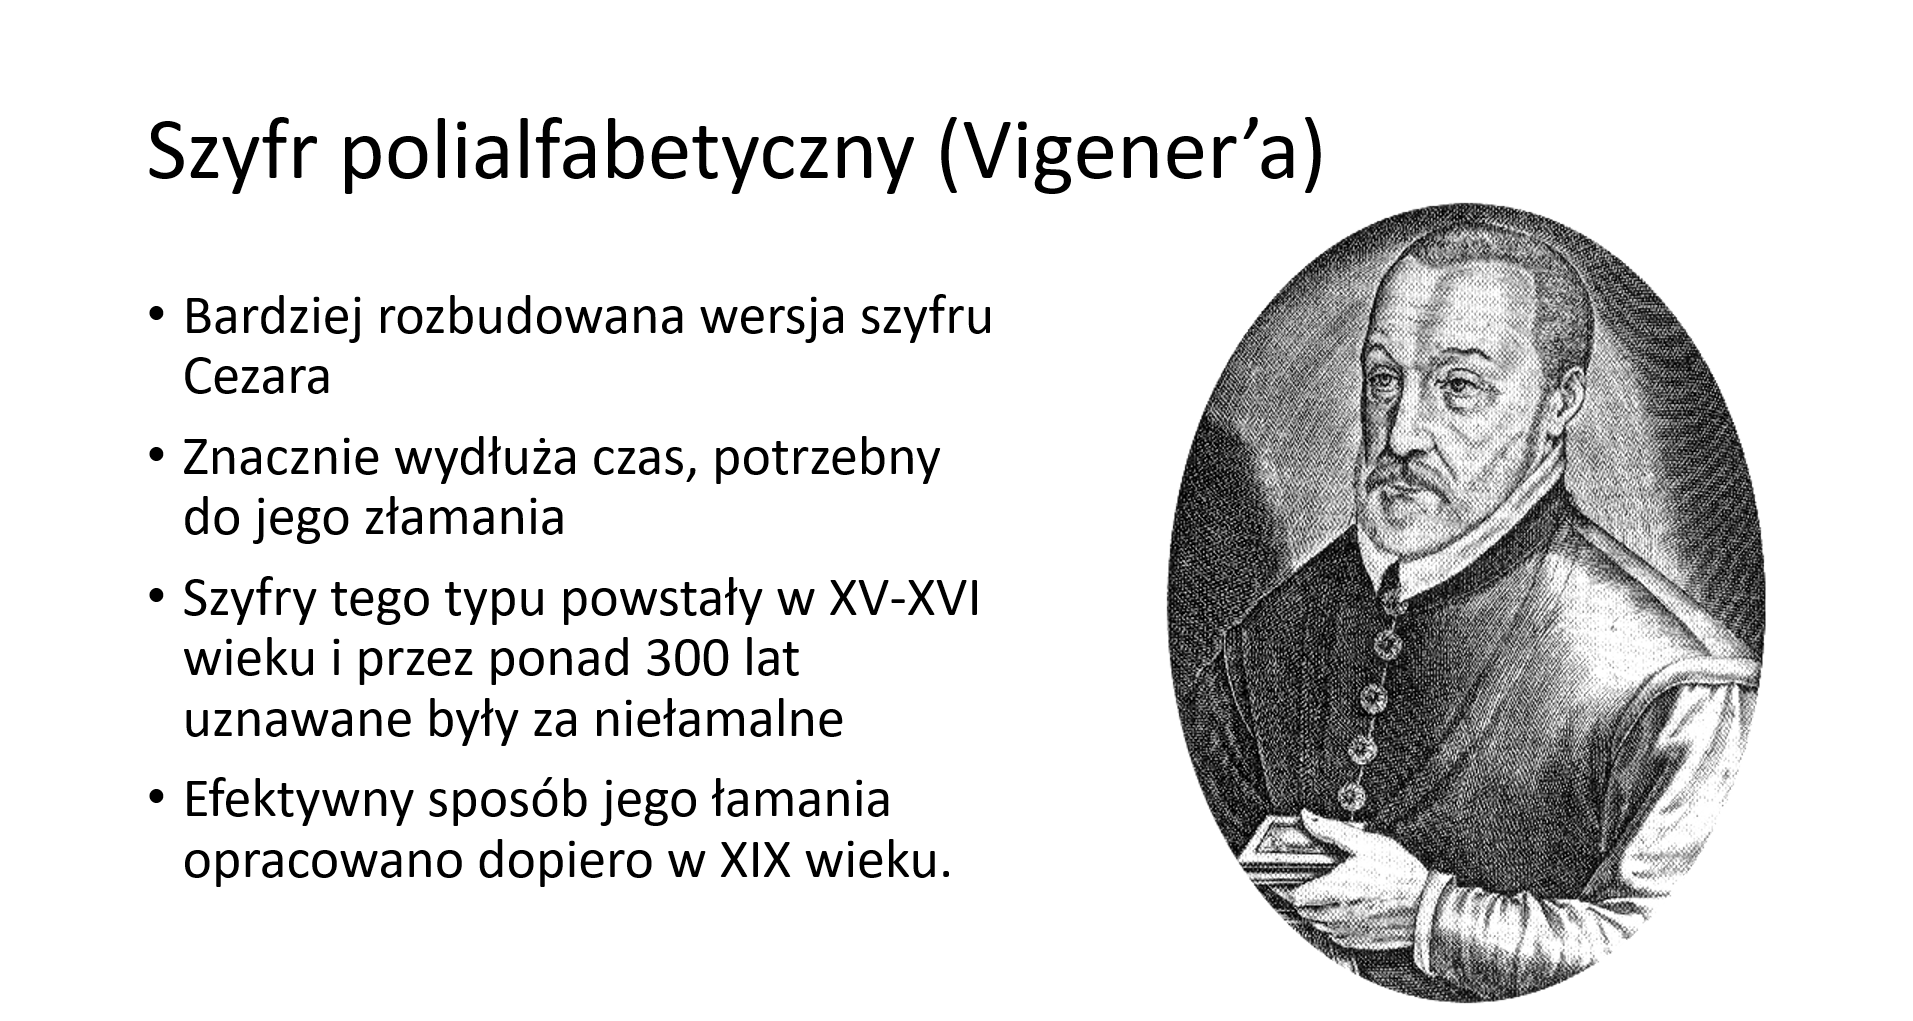 Szyfr polialfabetyczny (Vigener’a)
• Bardziej rozbudowana wersja szyfru
Cezara
• Znacznie wydłuża czas, potrzebny
do jego złamania
• Szyfry tego typu powstały w XV-XVI
wieku i przez ponad 300 lat
uznawane były za niełamalne
• Efektywny sposób jego łamania
opracowano dopiero w XIX wieku.